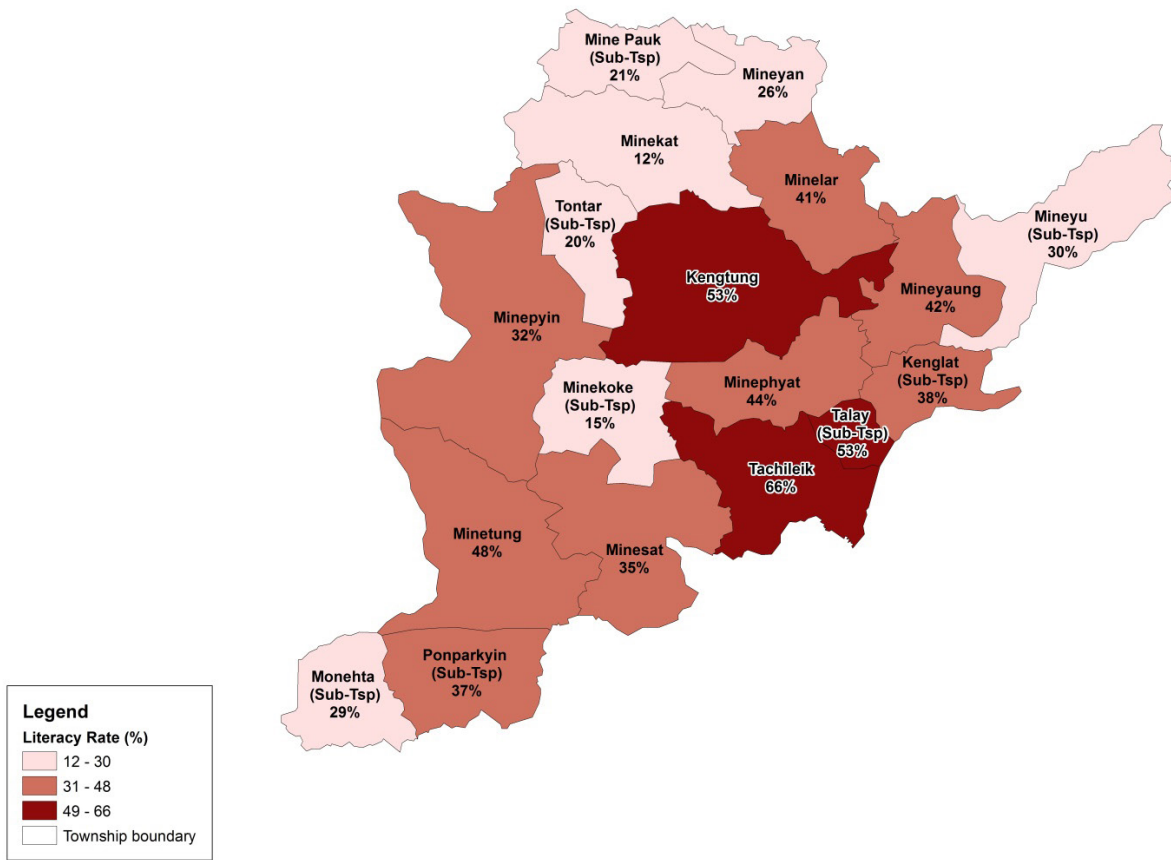 Mine Pauk
(Sub-Tsp)
21%
Mineyan
26%
Minekat
12%
Minelar
41%
Tontar
(Sub-Tsp)
20%
Mineyu
(Sub-Tsp)
30%
Kengtung
53%
Mineyaung
42%
Minepyin
32%
Kenglat
(Sub-Tsp)
38%
Minekoke
(Sub-Tsp)
15%
Minephyat
44%
Talay
(Sub-Tsp)
53%
Tachileik
66%
Minetung
48%
Minesat
35%
Monehta
(Sub-Tsp)
29%
Ponparkyin
(Sub-Tsp)
37%
Legend
Literacy Rate (%)
12 - 30
31 - 48
49 - 66
Township boundary